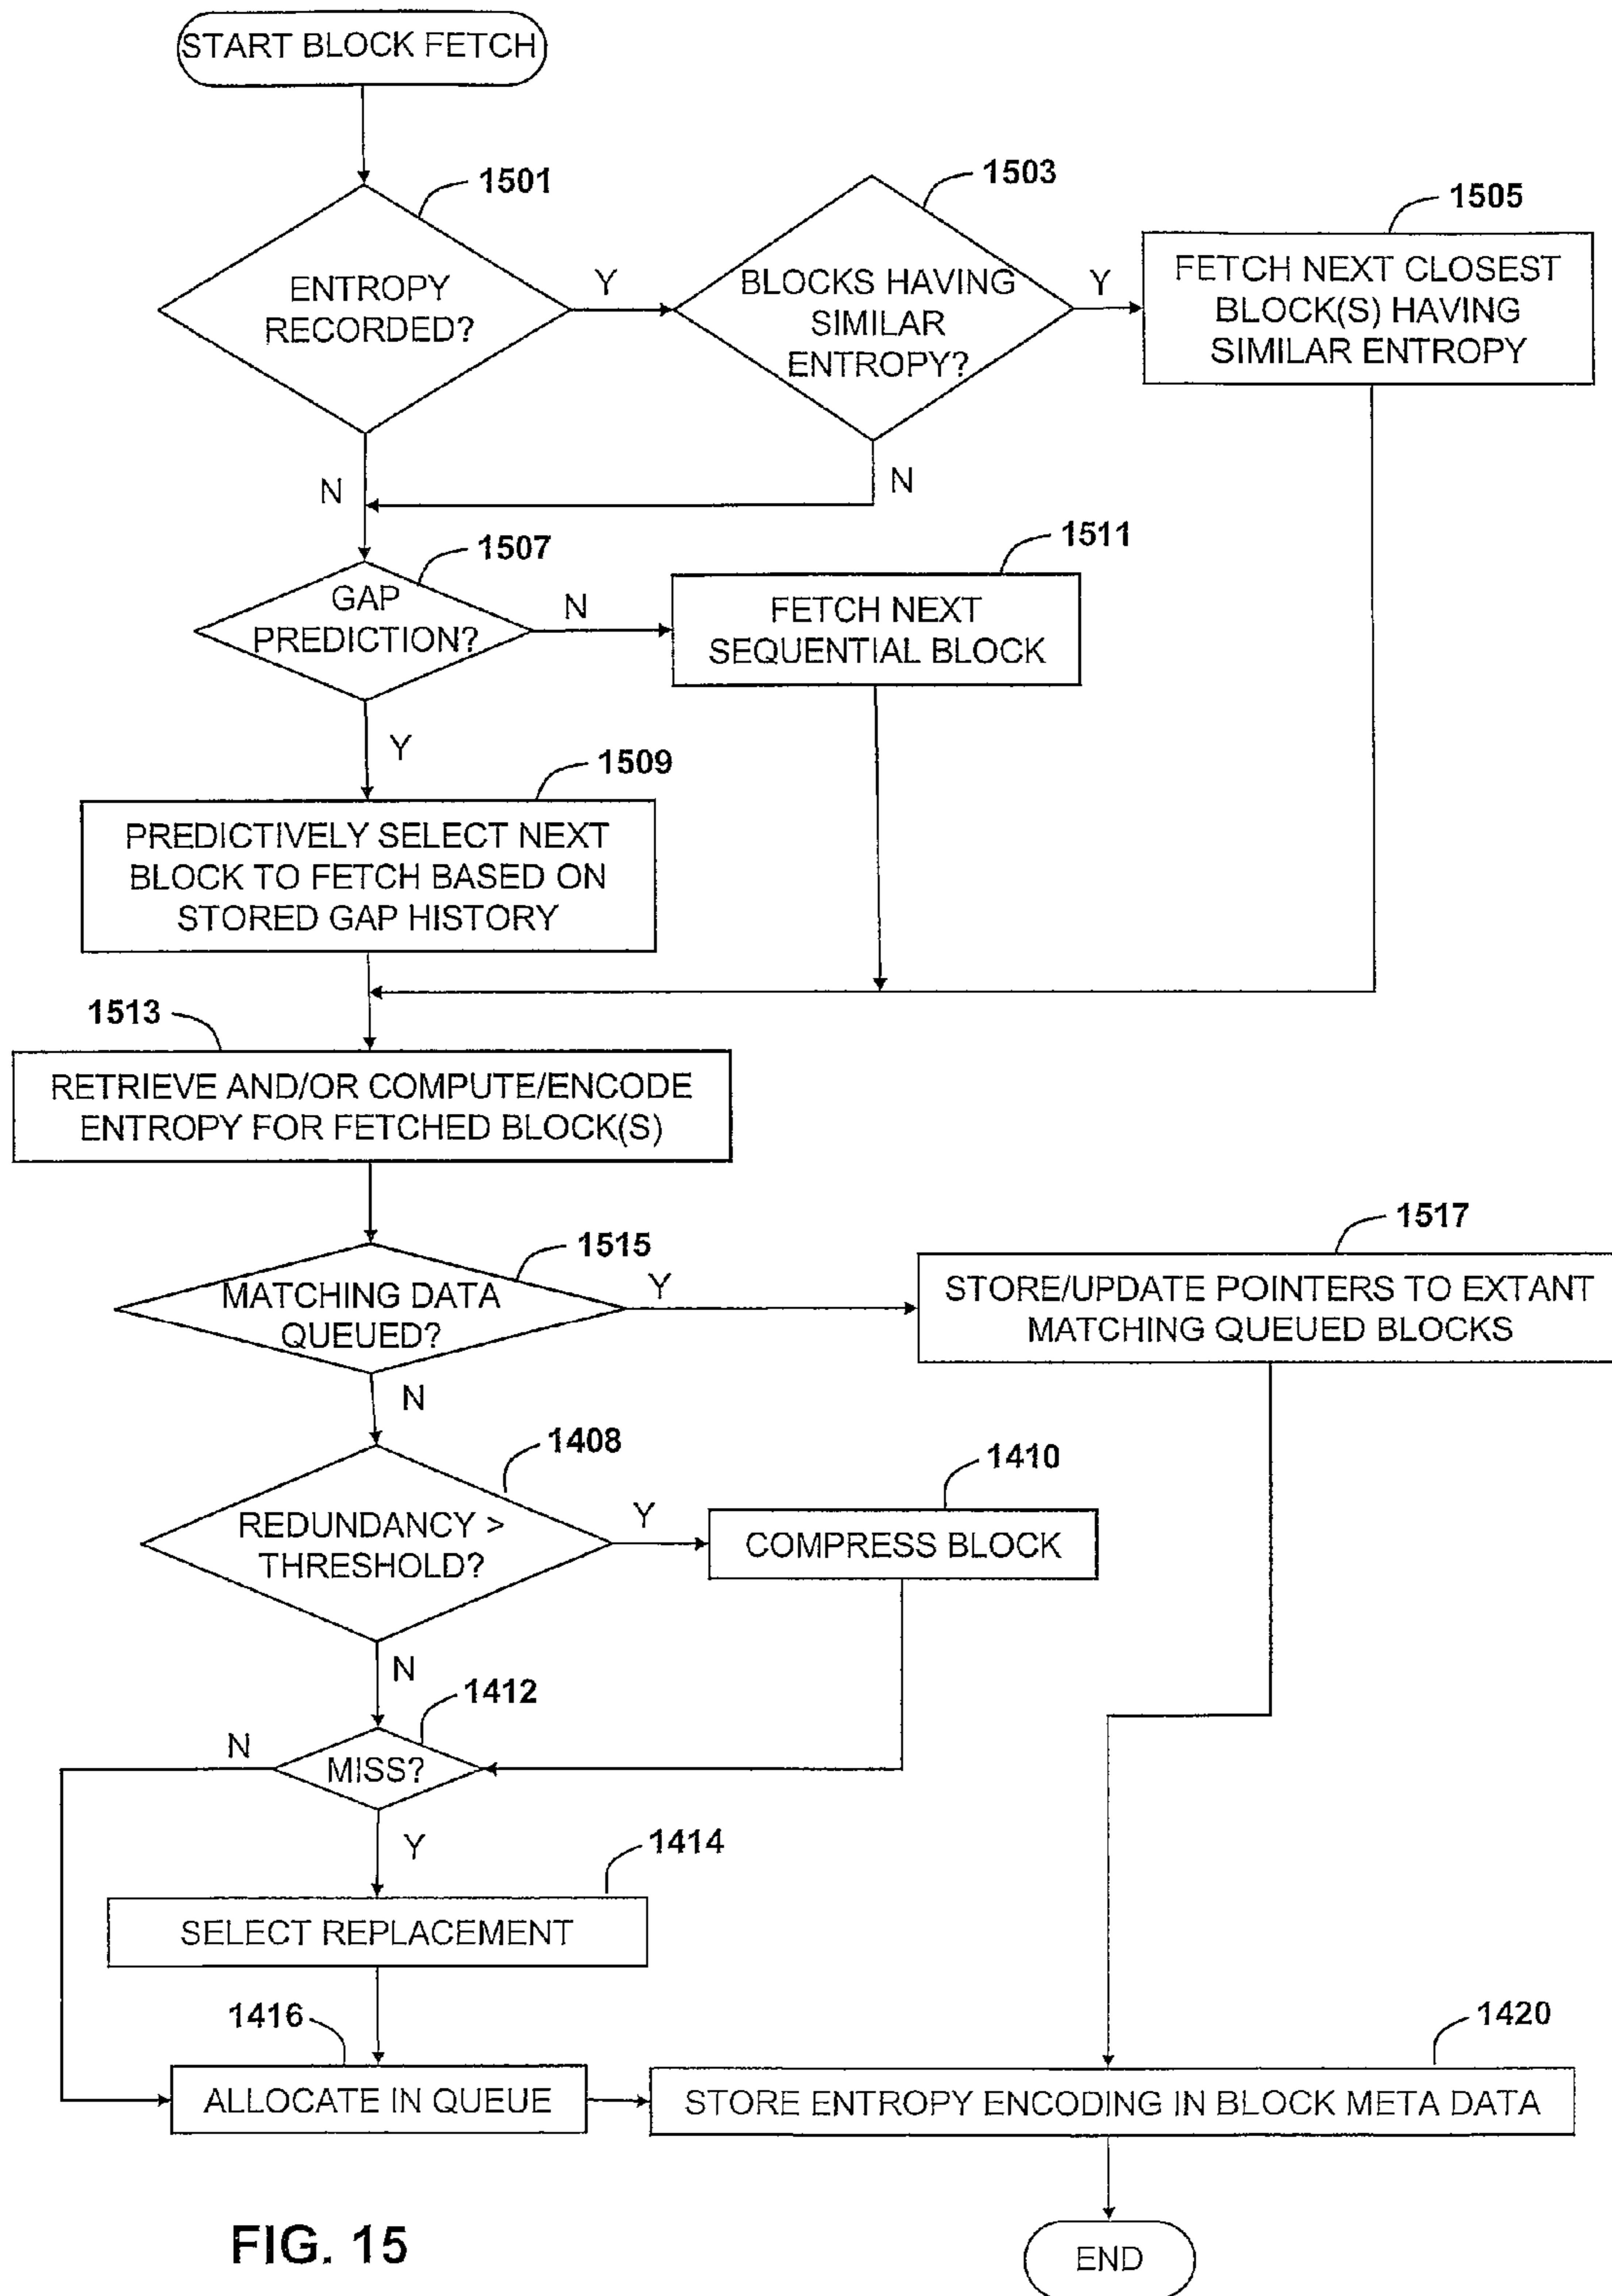 START BLOCK FETCH
1501
1503
1505
ENTROPY
RECORDED?
Y
BLOCKS HAVING
SIMILAR
ENTROPY?
Y
FETCH NEXT CLOSEST
BLOCK(S) HAVING
SIMILAR ENTROPY
N
N
1507
1511
GAP
PREDICTION?
N
FETCH NEXT
SEQUENTIAL BLOCK
Y
1509
PREDICTIVELY SELECT NEXT
BLOCK TO FETCH BASED ON
STORED GAP HISTORY
1513
RETRIEVE AND/OR COMPUTE/ENCODE
ENTROPY FOR FETCHED BLOCK(S)
1515
1517
MATCHING DATA
QUEUED?
Y
STORE/UPDATE POINTERS TO EXTANT
MATCHING QUEUED BLOCKS
N
1408
1410
REDUNDANCY >
THRESHOLD?
Y
COMPRESS BLOCK
N
1412
N
MISS?
Y
1414
SELECT REPLACEMENT
1416
1420
ALLOCATE IN QUEUE
STORE ENTROPY ENCODING IN BLOCK META DATA
FIG. 15
END